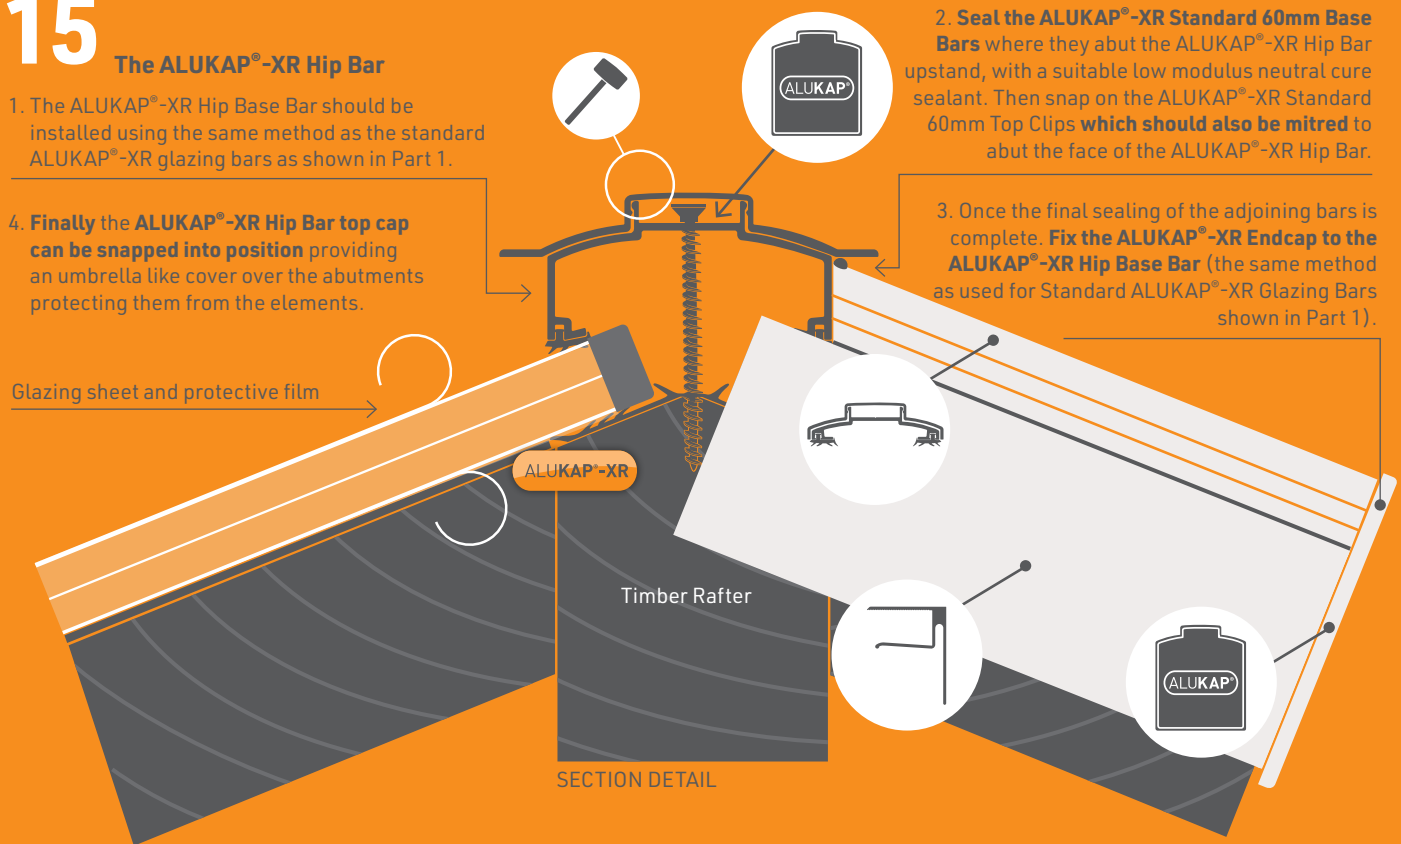 15
The ALUKAP®-XR Hip Bar
1. The ALUKAP®-XR Hip Base Bar should be
installed using the same method as the standard
ALUKAP®-XR glazing bars as shown in Part 1.
2. Seal the ALUKAP®-XR Standard 60mm Base
Bars where they abut the ALUKAP®-XR Hip Bar
upstand, with a suitable low modulus neutral cure
sealant. Then snap on the ALUKAP®-XR Standard
60mm Top Clips which should also be mitred to
abut the face of the ALUKAP®-XR Hip Bar.
3. Once the final sealing of the adjoining bars is
complete. Fix the ALUKAP®-XR Endcap to the
ALUKAP®-XR Hip Base Bar (the same method
as used for Standard ALUKAP®-XR Glazing Bars
shown in Part 1).
4. Finally the ALUKAP®-XR Hip Bar top cap
can be snapped into position providing
an umbrella like cover over the abutments
protecting them from the elements.
Glazing sheet and protective film
ALUKAP®
ALUKAP®-XR
Timber Rafter
ALUKAP®
SECTION DETAIL